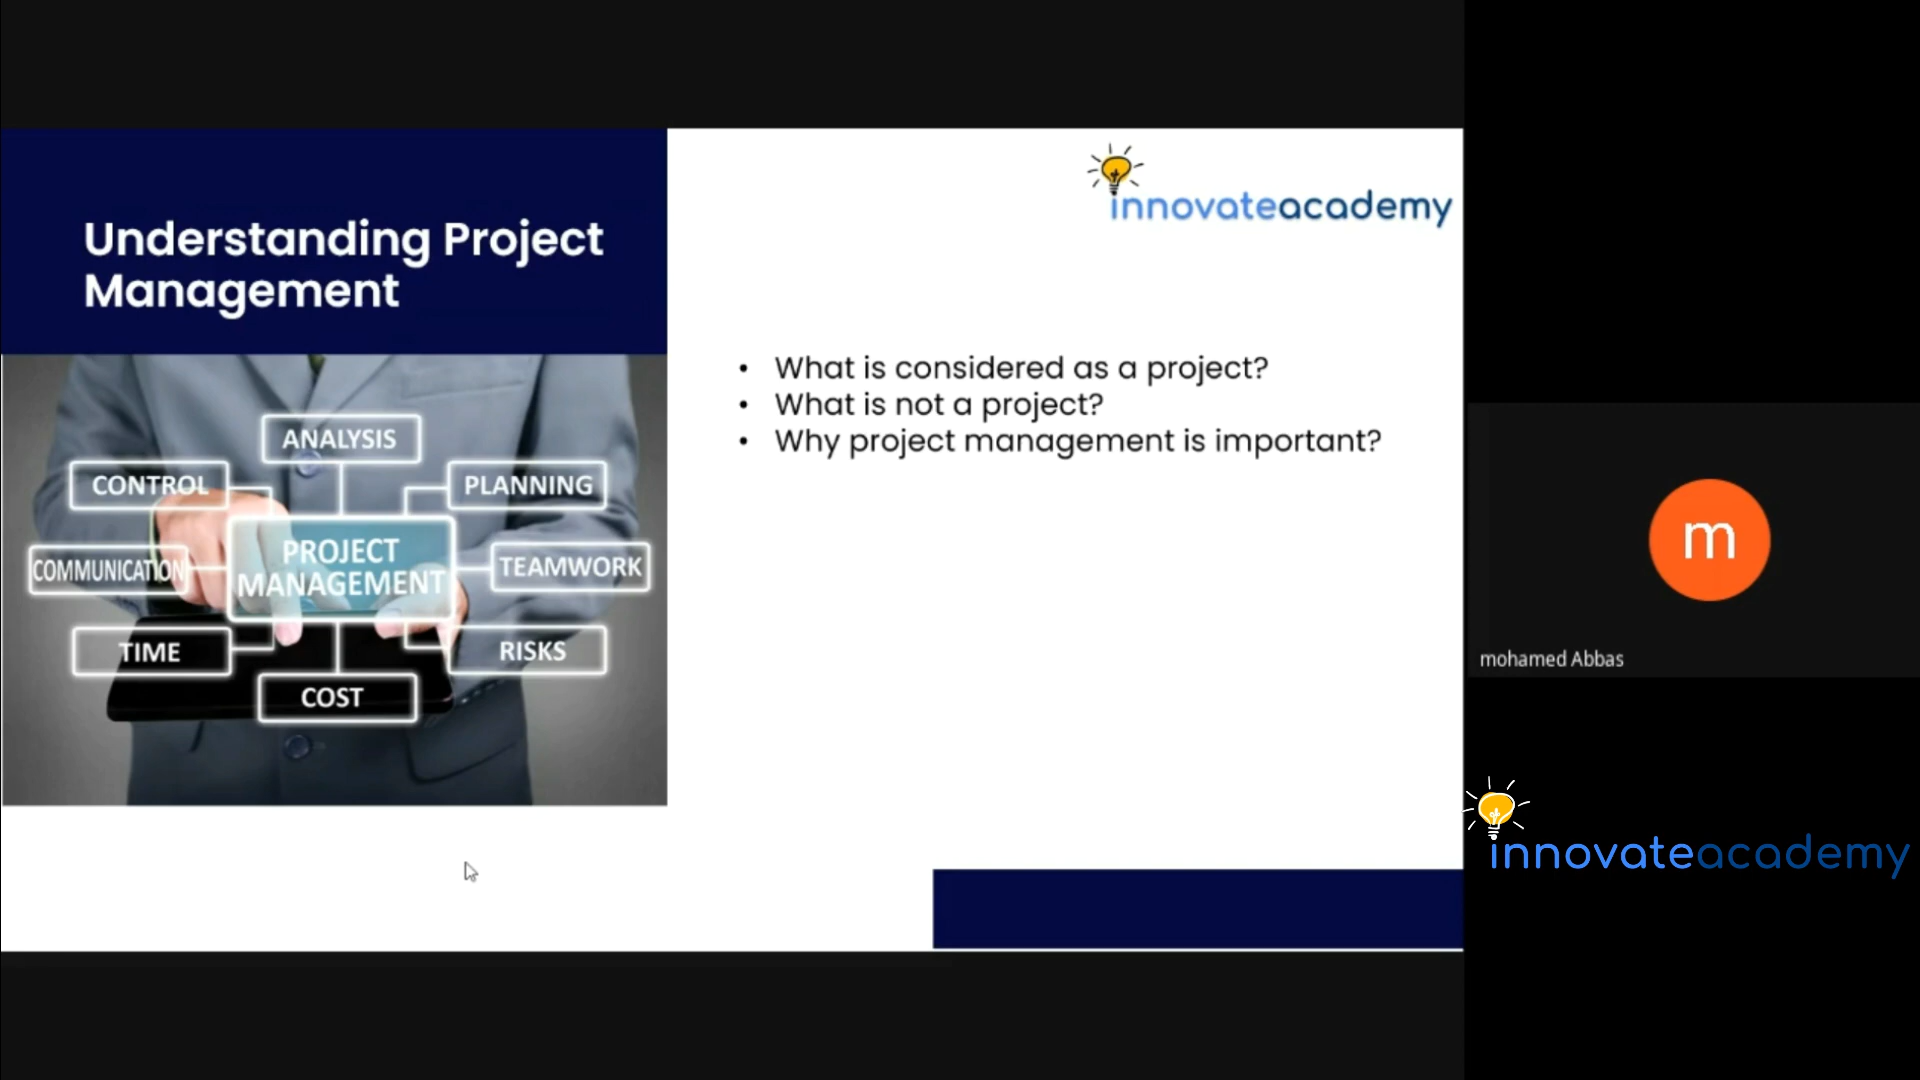 innovateacademy
Understanding Project
Management
• What is considered as a project?
• What is not a project?
• Why project management is important?
ANALYSIS
CONTROL
PLANNING
PROJECT
MANAGEMENT
COMMUNICATION
TEAMWORK
TIME
RISKS
COST
m
mohamed Abbas
innovateacademy